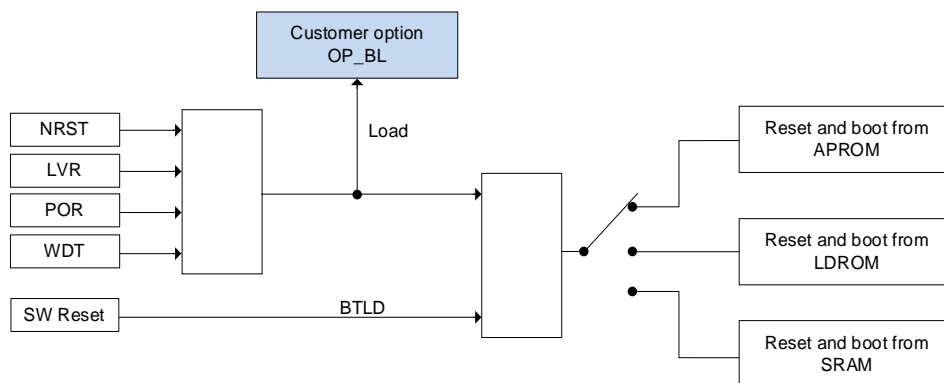 Customer option
OP_BL
NRST
LVR
POR
WDT
Load
SW Reset
BTLD
Reset and boot from
APROM
Reset and boot from
LDROM
Reset and boot from
SRAM